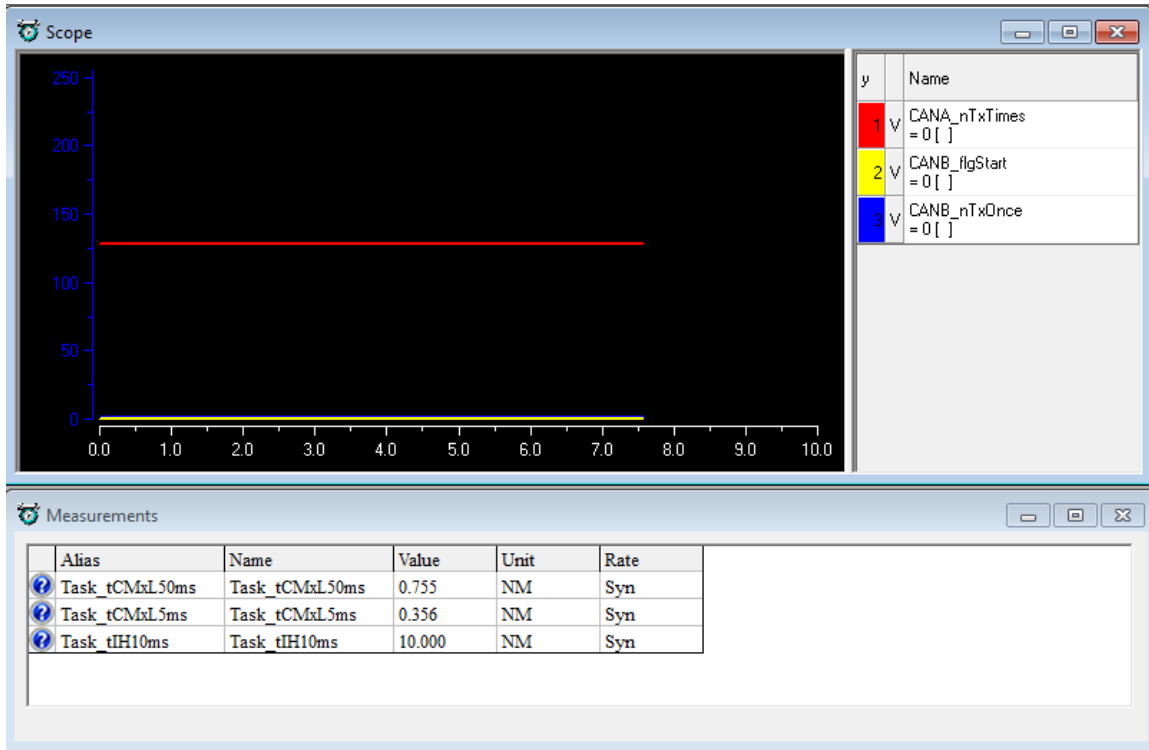 Scope
250
200
150
100
50
0
0.0 1.0 2.0 3.0 4.0 5.0 6.0 7.0 8.0 9.0 10.0
y Name
1 V CANA_nTxTimes
= 0 [ ]
2 V CANB_flgStart
= 0 [ ]
3 V CANB_nTxOnce
= 0 [ ]
Measurements
Alias Name Value Unit Rate
Task_tCMxL50ms Task_tCMxL50ms 0.755 NM Syn
Task_tCMxL5ms Task_tCMxL5ms 0.356 NM Syn
Task_tIH10ms Task_tIH10ms 10.000 NM Syn